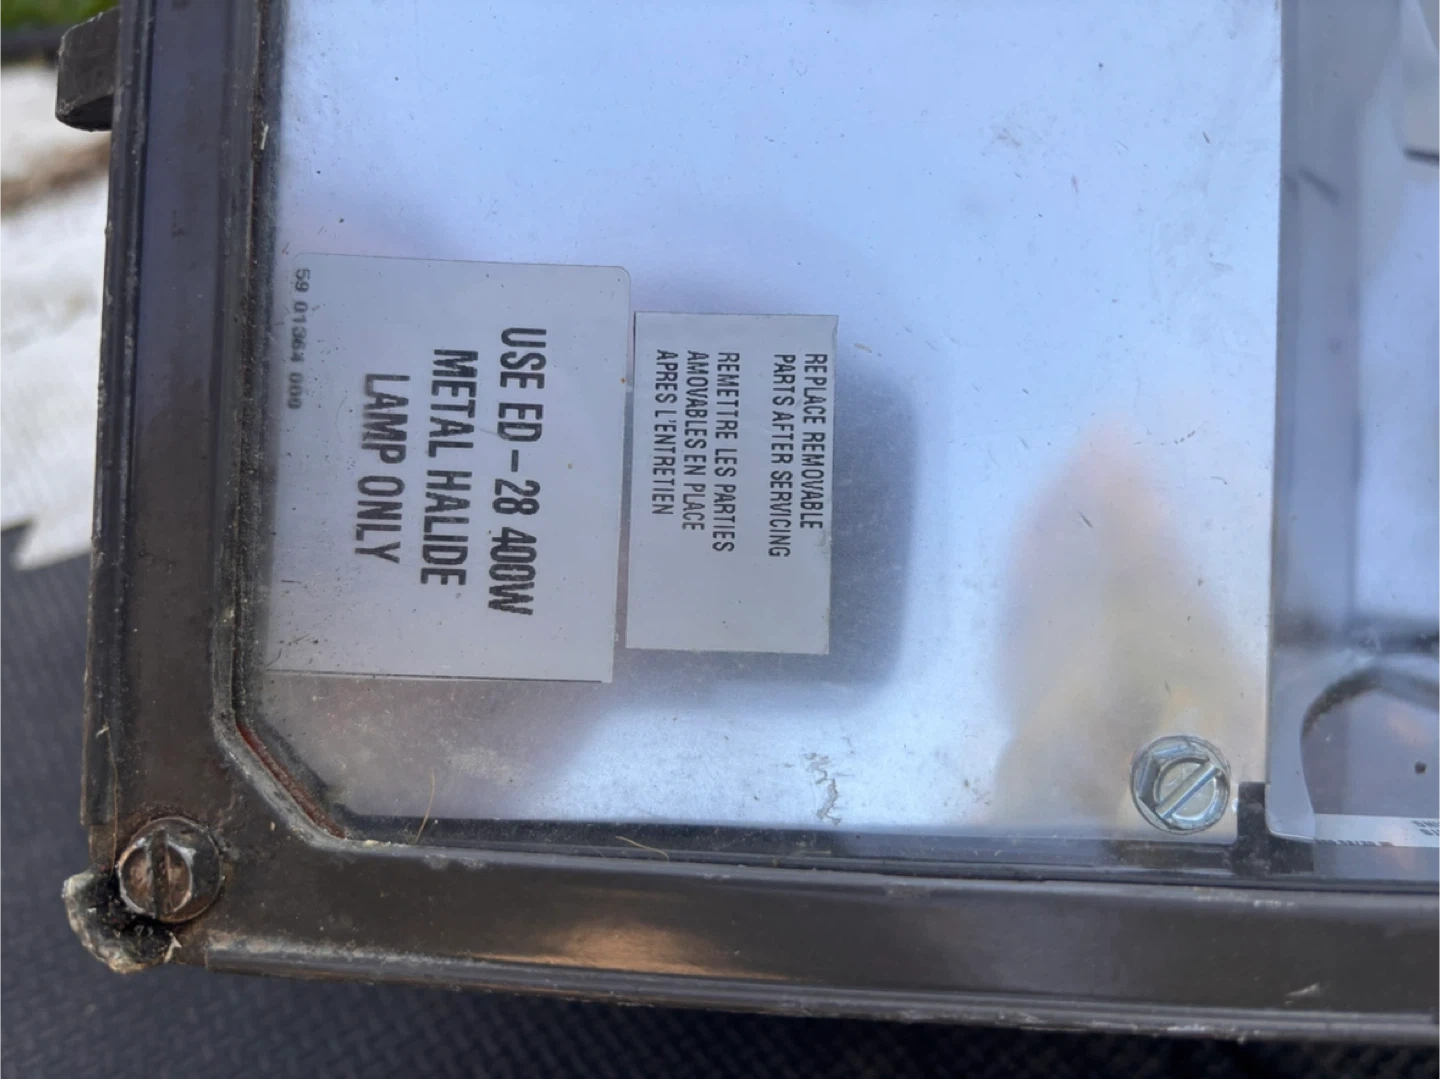 USE ED-28 400W
METAL HALIDE
LAMP ONLY
59 01364 000
REPLACE REMOVABLE
PARTS AFTER SERVICING
REMETTRE LES PARTIES
AMOVABLES EN PLACE
APRES L'ENTRETIEN